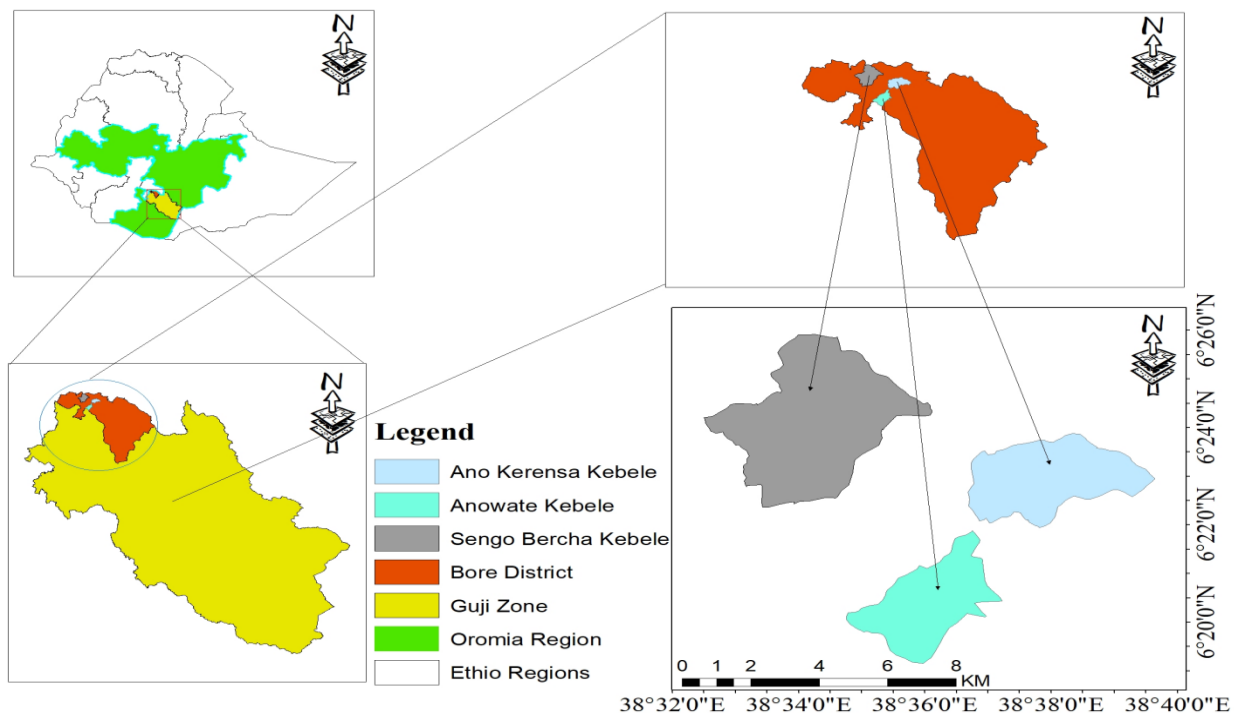 N
N
N
Legend
Ano Kerensa Kebele
Anowate Kebele
Sengo Bercha Kebele
Bore District
Guji Zone
Oromia Region
Ethio Regions
N
6°26'0"N
6°24'0"N
6°22'0"N
6°20'0"N
0 1 2 4 6 8
KM
38°32'0"E 38°34'0"E 38°36'0"E 38°38'0"E 38°40'0"E